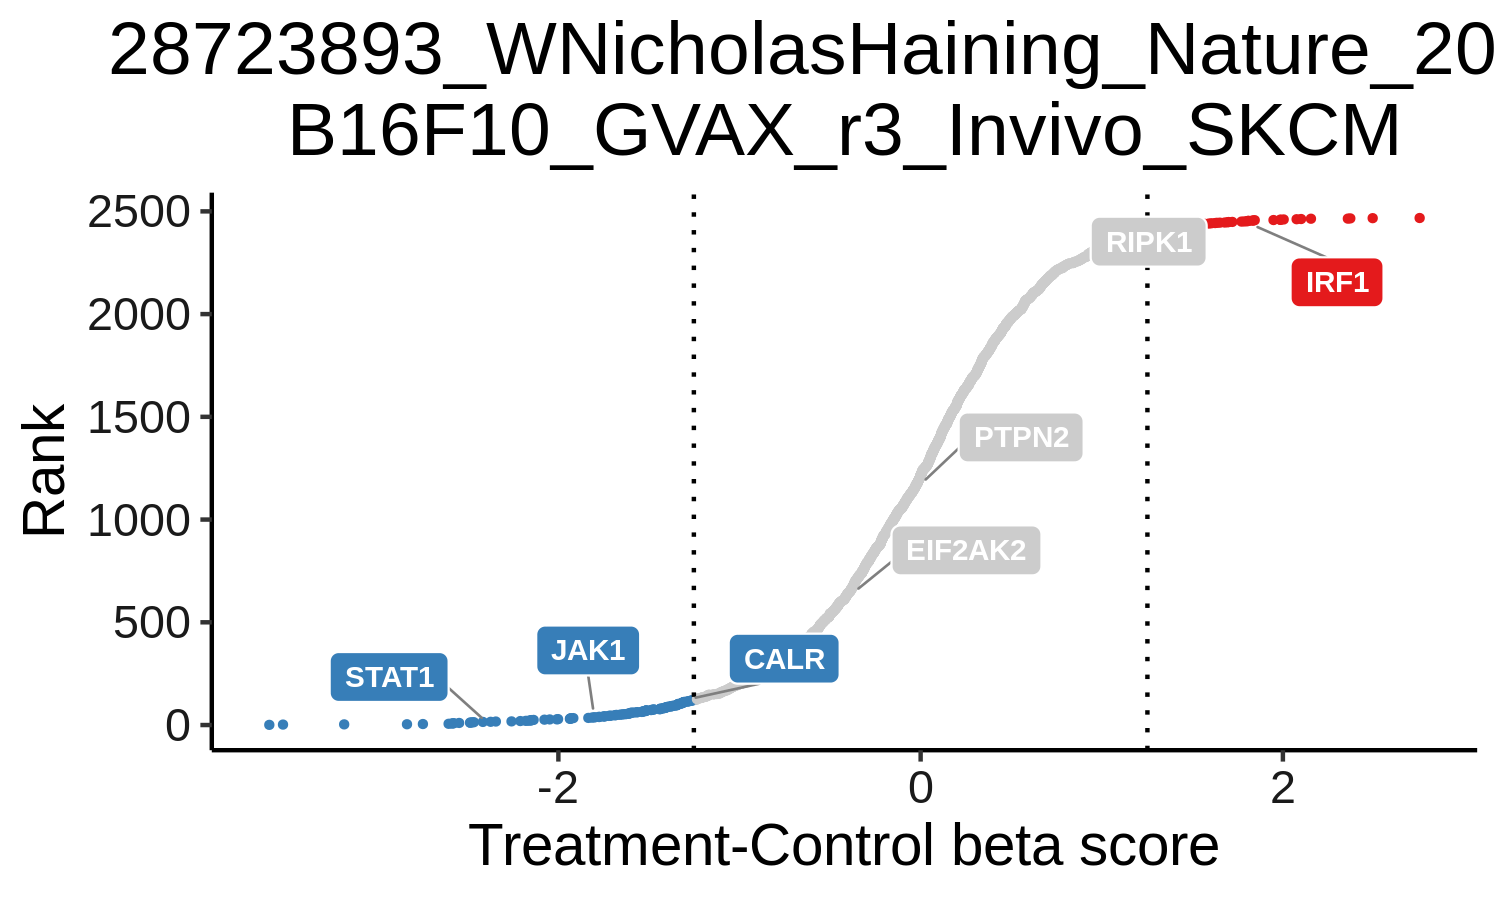 28723893_WNicholasHaining_Nature_20
B16F10_GVAX_r3_Invivo_SKCM
2500
2000
1500
1000
500
0
Rank
RIPK1
IRF1
PTPN2
EIF2AK2
JAK1
CALR
STAT1
-2
0
2
Treatment-Control beta score